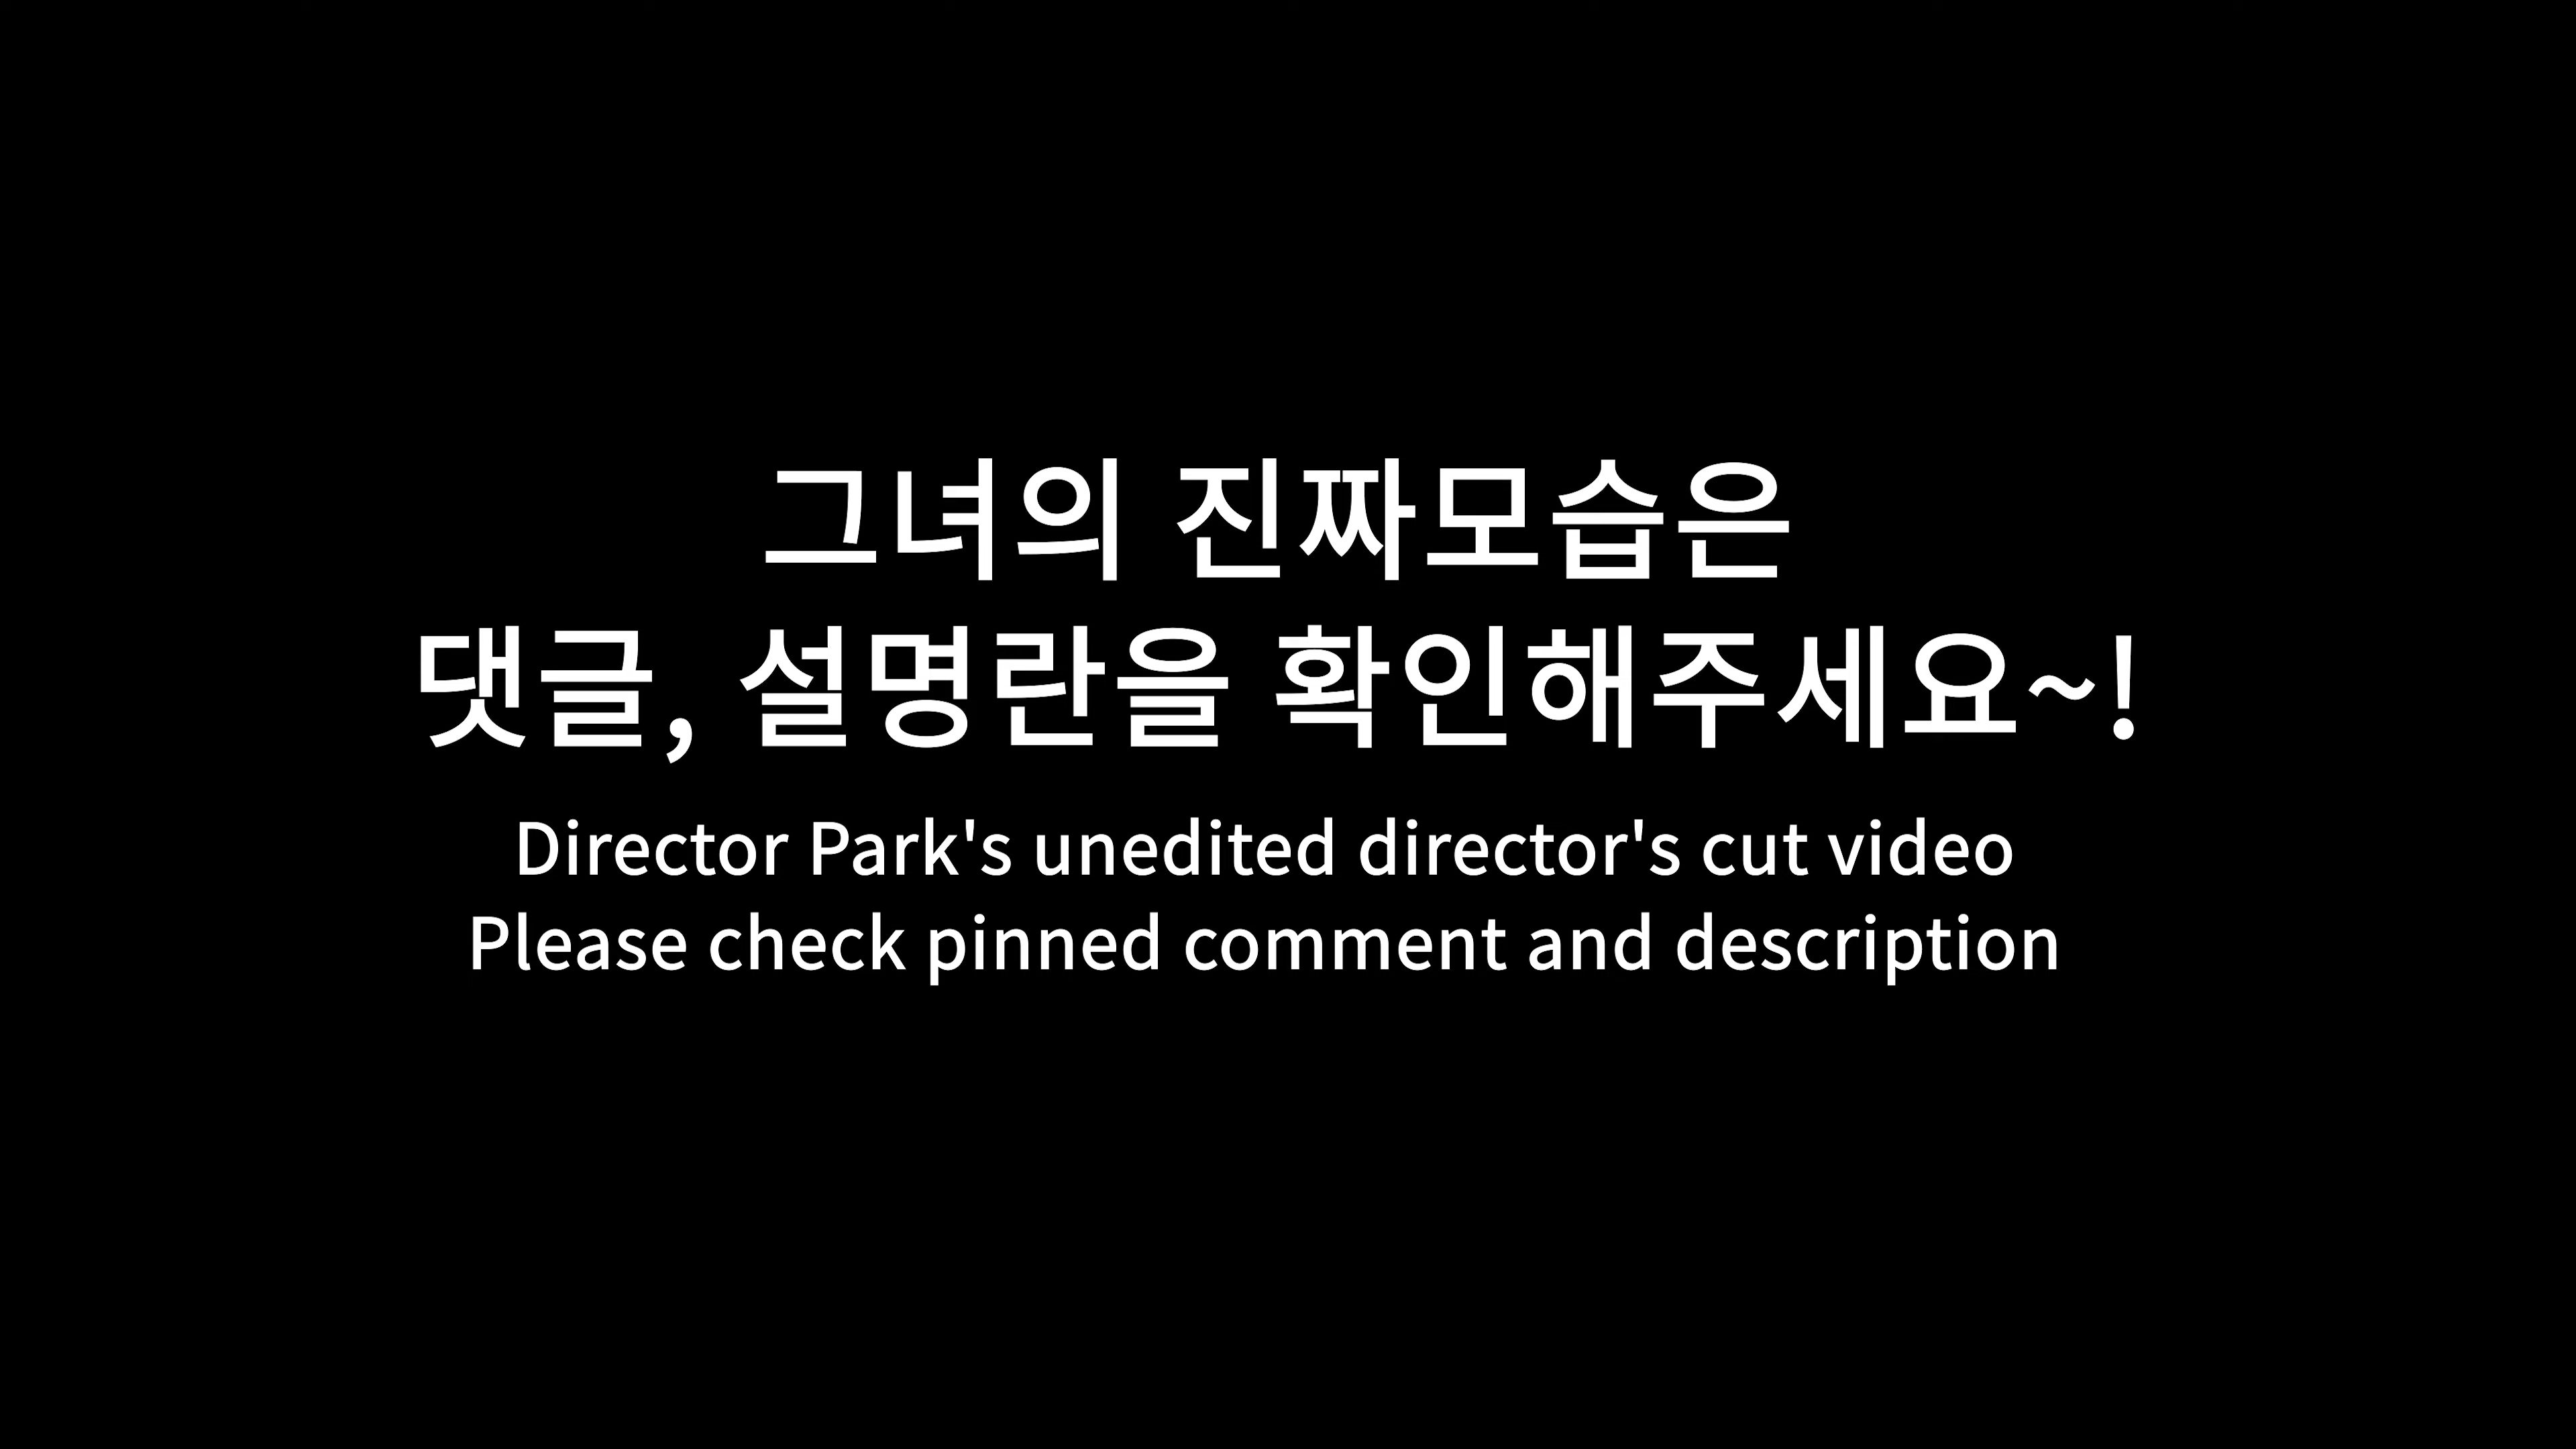 그녀의 진짜모습은
댓글, 설명란을 확인해주세요~!
Director Park's unedited director's cut video
Please check pinned comment and description